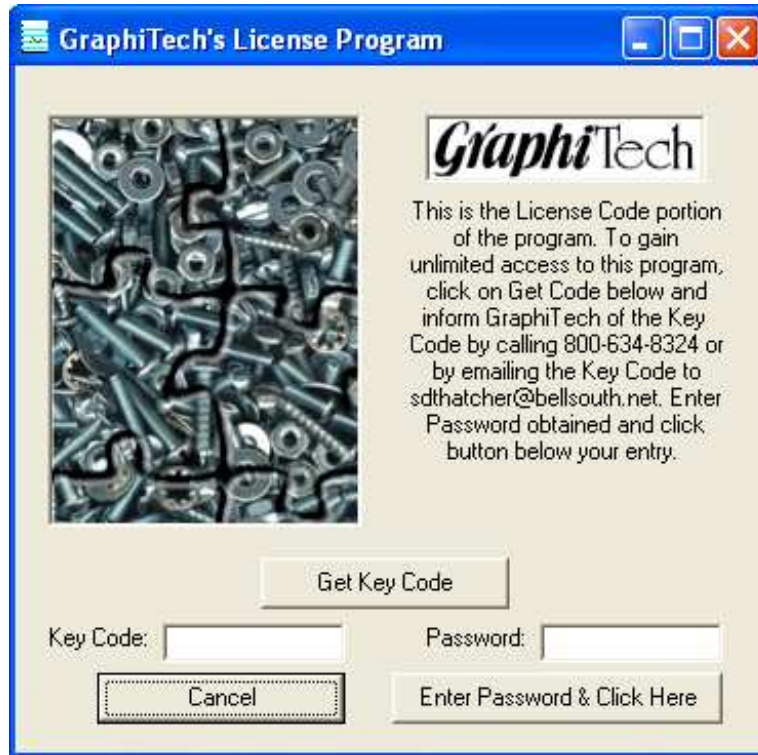 GraphiTech's License Program
GraphiTech
This is the License Code portion
of the program. To gain
unlimited access to this program,
click on Get Code below and
inform GraphiTech of the Key
Code by calling 800-634-8324 or
by emailing the Key Code to
sdthatcher@bellsouth.net. Enter
Password obtained and click
button below your entry.
Get Key Code
Key Code:
Password:
Cancel
Enter Password & Click Here